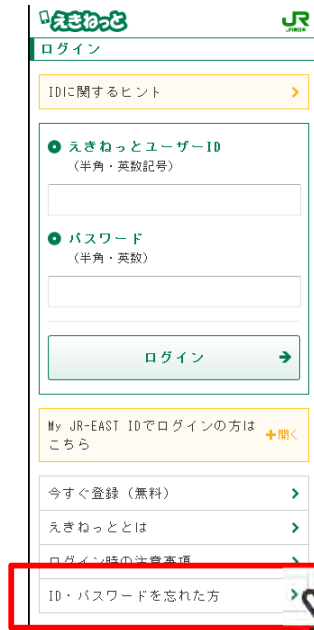 えきねっと
JR
JR東日本
ログイン
IDに関するヒント
えきねっとユーザーID
(半角・英数記号)
パスワード
(半角・英数)
ログイン
My JR-EAST IDでログインの方は
こちら
開く
今すぐ登録（無料）
えきねっととは
ログイン時の注意事項
ID・パスワードを忘れた方